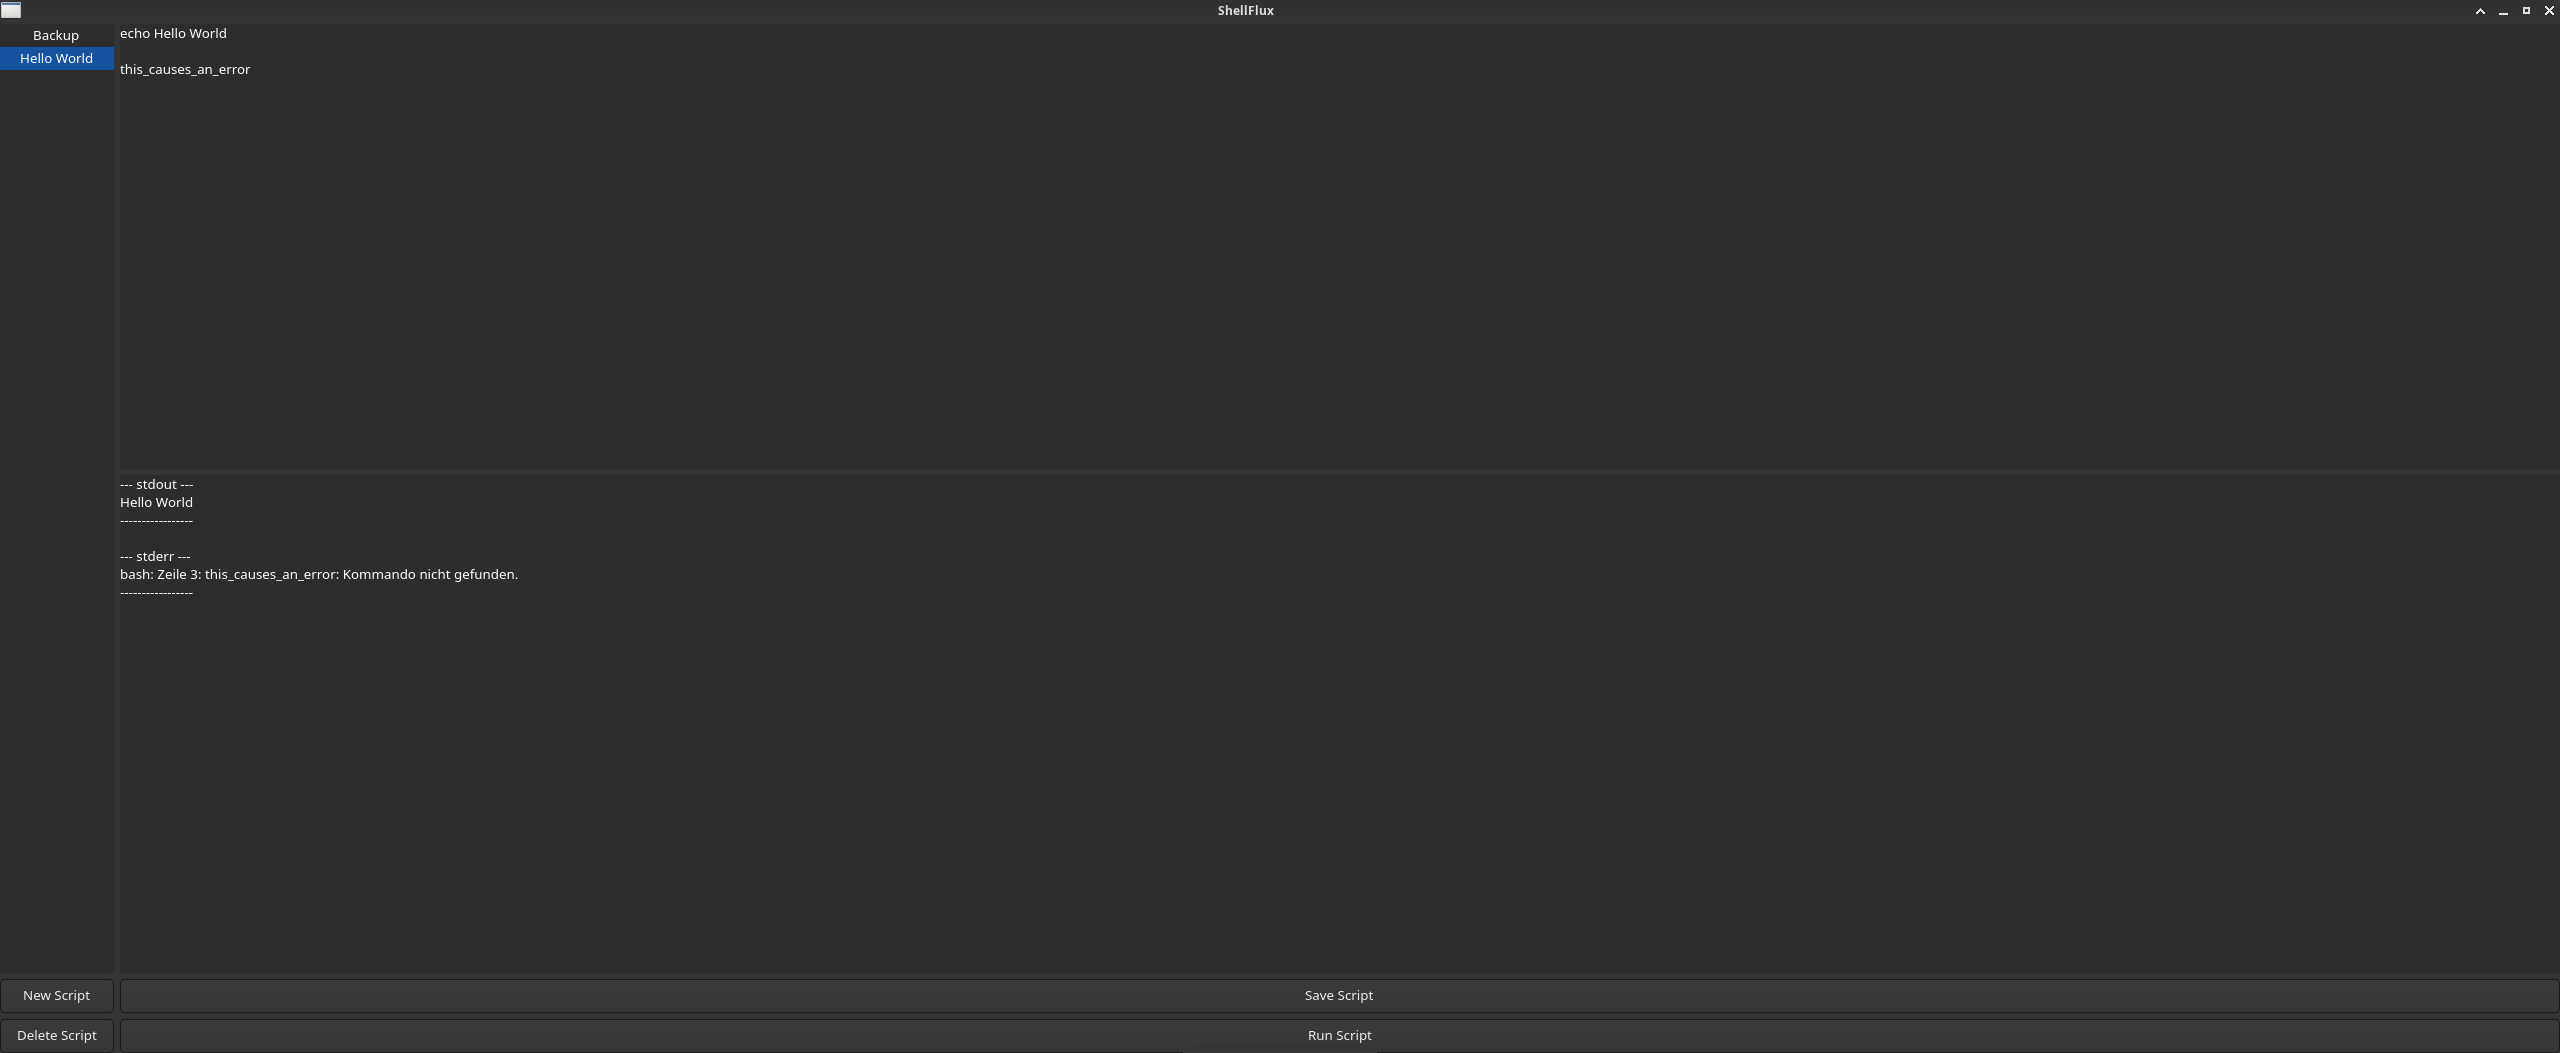 ShellFlux
Backup
Hello World
echo Hello World
this_causes_an_error
--- stdout ---
Hello World
-----------------
--- stderr ---
bash: Zeile 3: this_causes_an_error: Kommando nicht gefunden.
-----------------
New Script
Save Script
Delete Script
Run Script